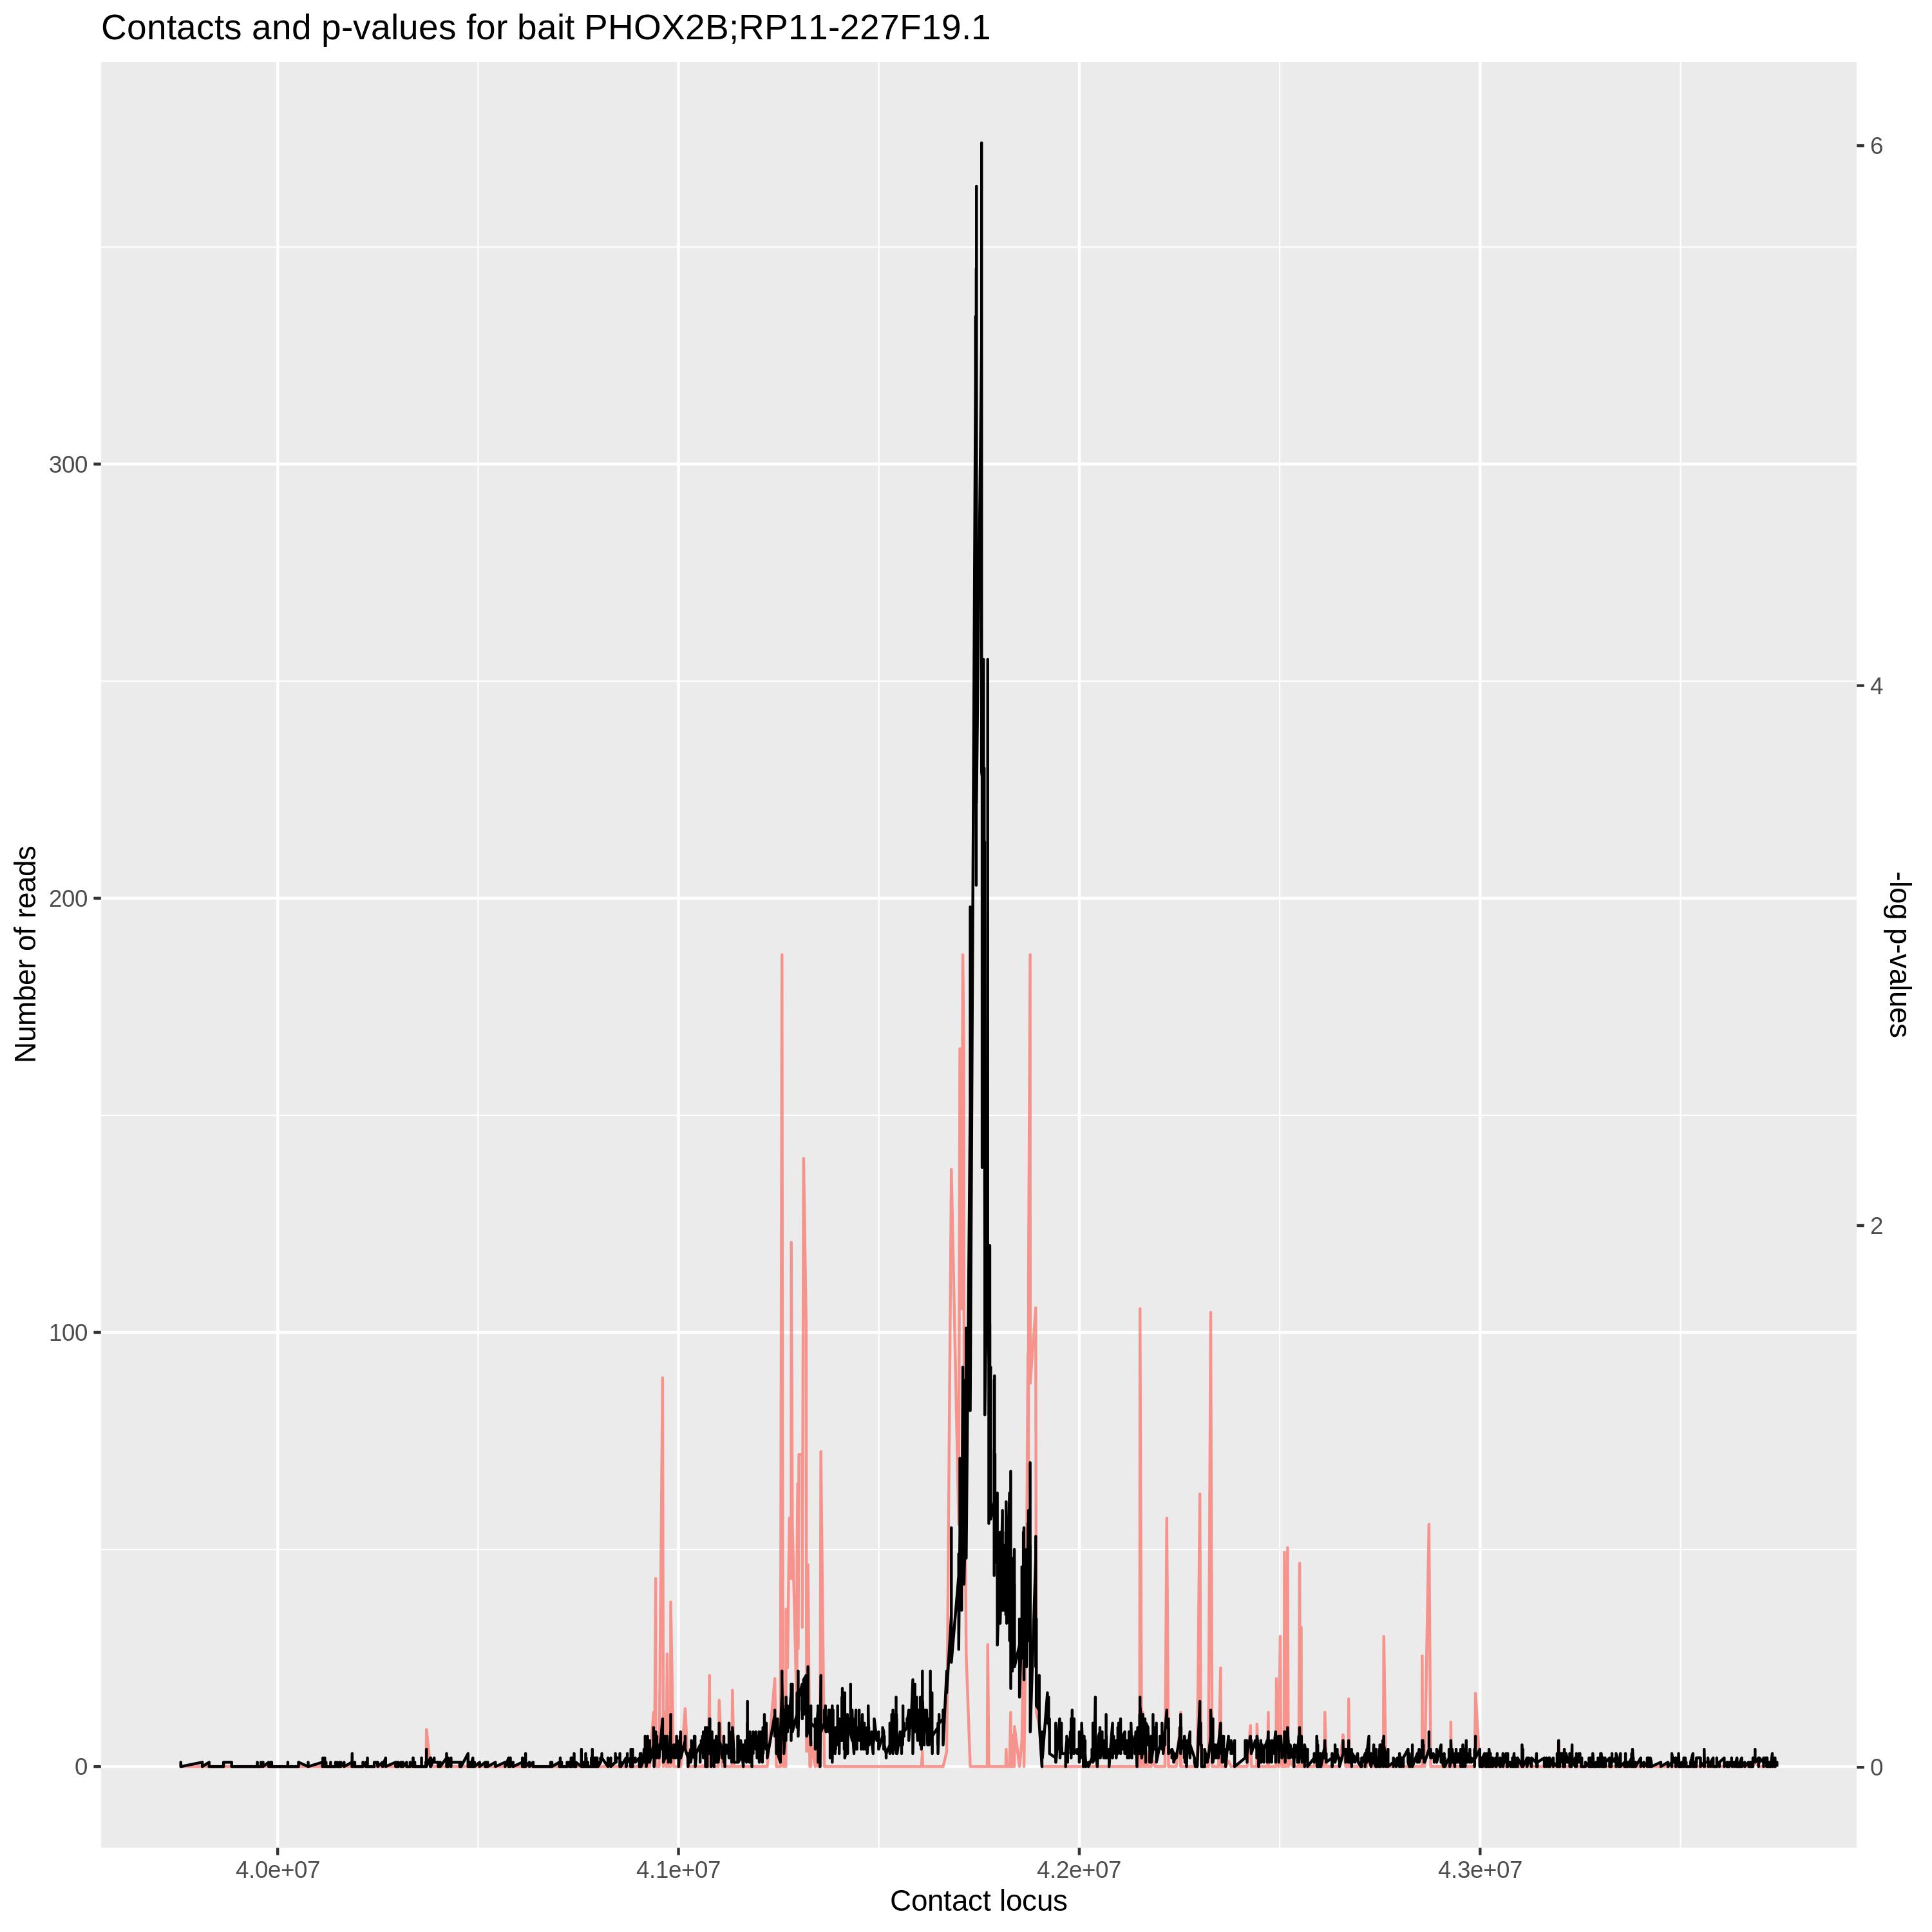 Contacts and p-values for bait PHOX2B;RP11-227F19.1
6
300
4
200
Number of reads
-log p-values
2
100
0
0
4.0e+07 4.1e+07 4.2e+07 4.3e+07
Contact locus